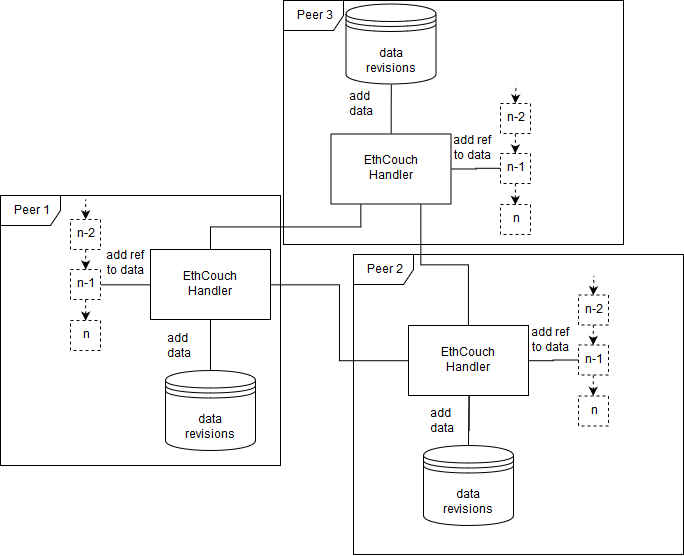 Peer 3
data
revisions
add
data
EthCouch
Handler
add ref
to data
n-2
n-1
n
Peer 1
n-2
n-1
n
add ref
to data
EthCouch
Handler
add
data
data
revisions
Peer 2
EthCouch
Handler
add ref
to data
n-2
n-1
n
add
data
data
revisions